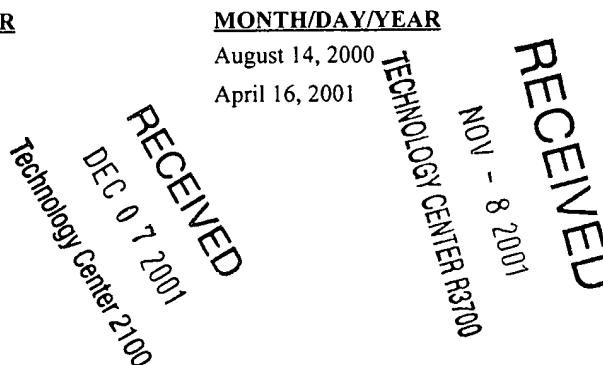 R
MONTH/DAY/YEAR
August 14, 2000
April 16, 2001
RECEIVED
DEC 07 2001
Technology Center 2100
RECEIVED
NOV - 8 2001
TECHNOLOGY CENTER R3700